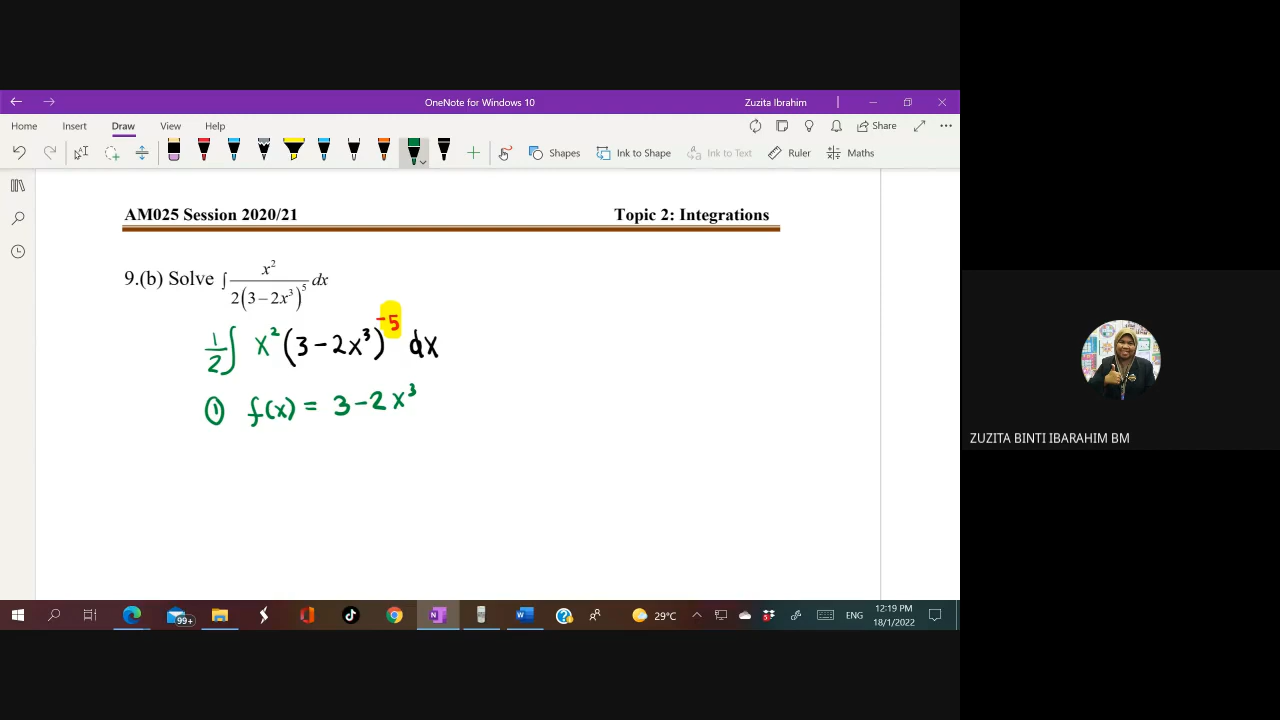 OneNote for Windows 10
Zuzita Ibrahim
Home Insert Draw View Help
Share
Shapes Ink to Shape Ink to Text Ruler Maths
AM025 Session 2020/21
Topic 2: Integrations
9.(b) Solve ∫ x²/(2(3−2x³)⁵) dx
1/2 ∫ x² (3 − 2x³)⁻⁵ dx
① f(x) = 3 − 2x³
ZUZITA BINTI IBARAHIM BM
99+
29°C
ENG
12:19 PM
18/1/2022